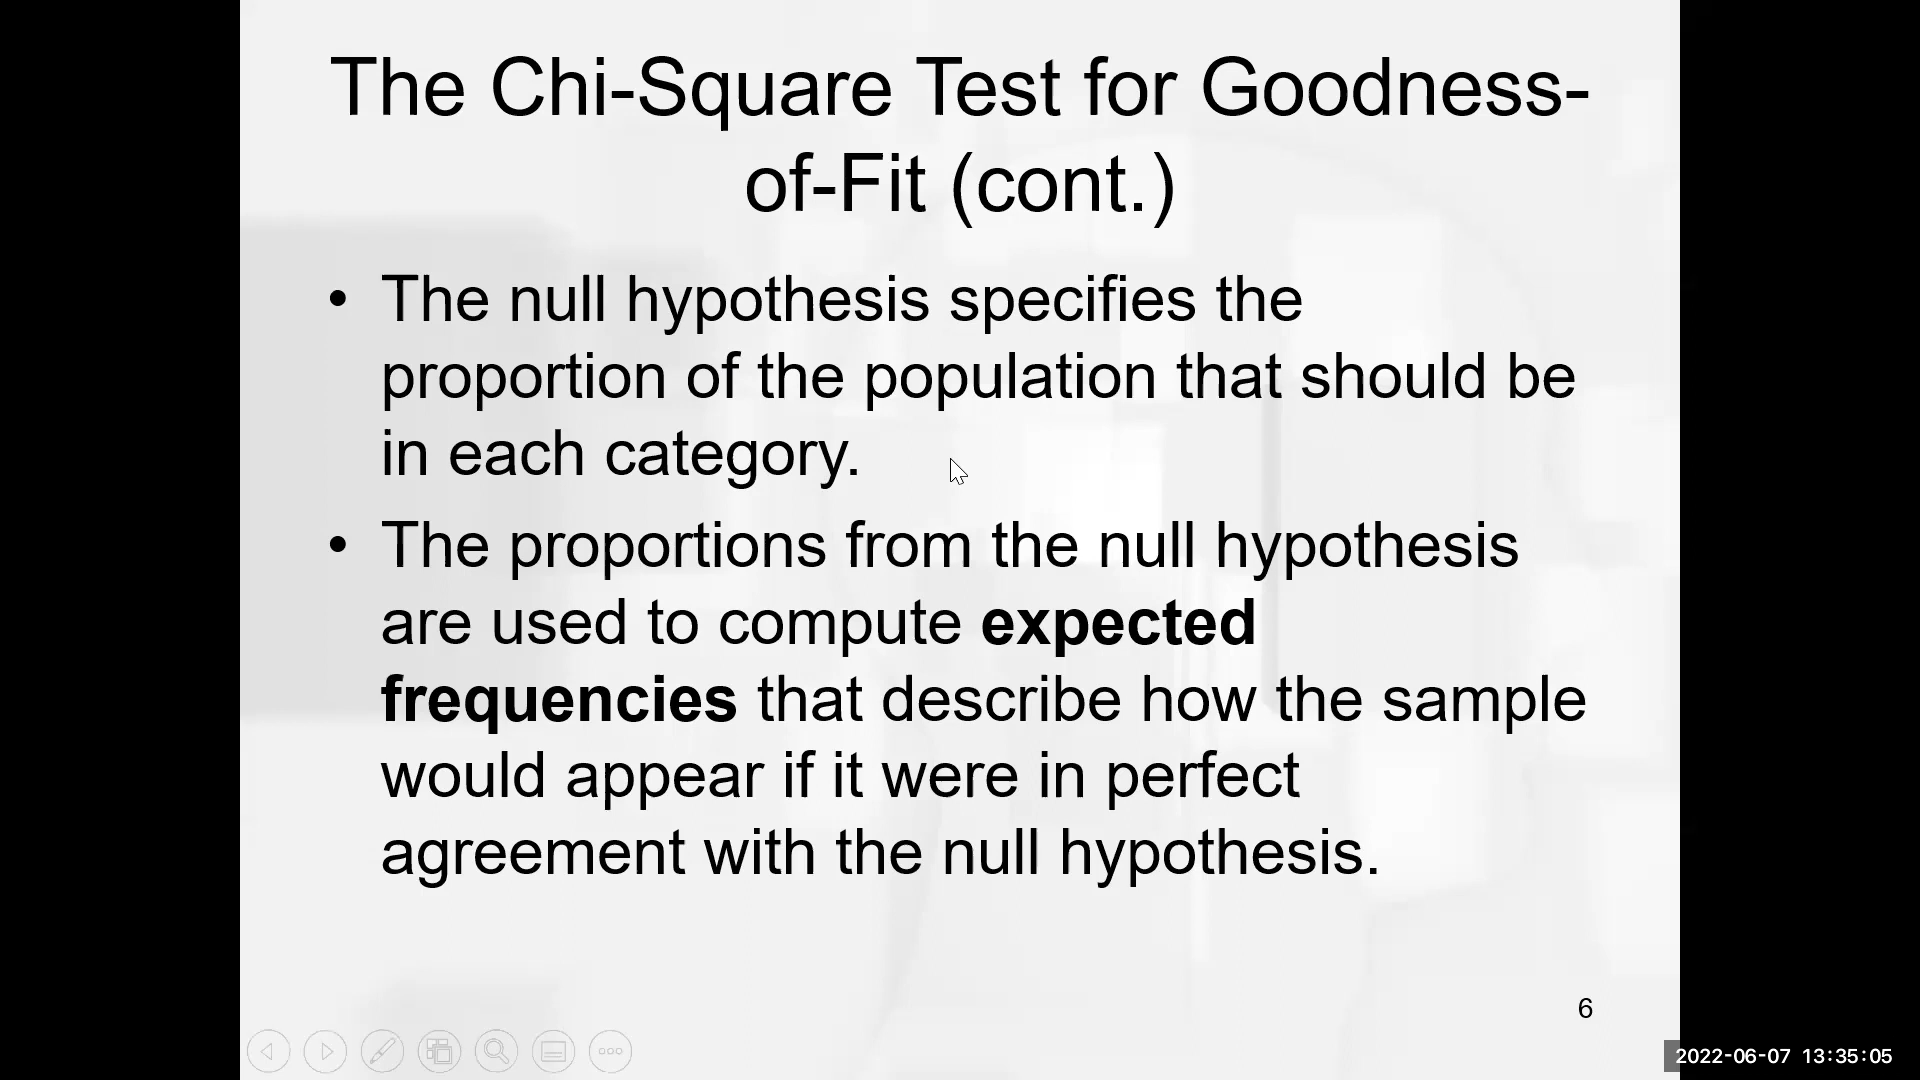 The Chi-Square Test for Goodness-
of-Fit (cont.)
• The null hypothesis specifies the
proportion of the population that should be
in each category.
• The proportions from the null hypothesis
are used to compute expected
frequencies that describe how the sample
would appear if it were in perfect
agreement with the null hypothesis.
6
2022-06-07 13:35:05